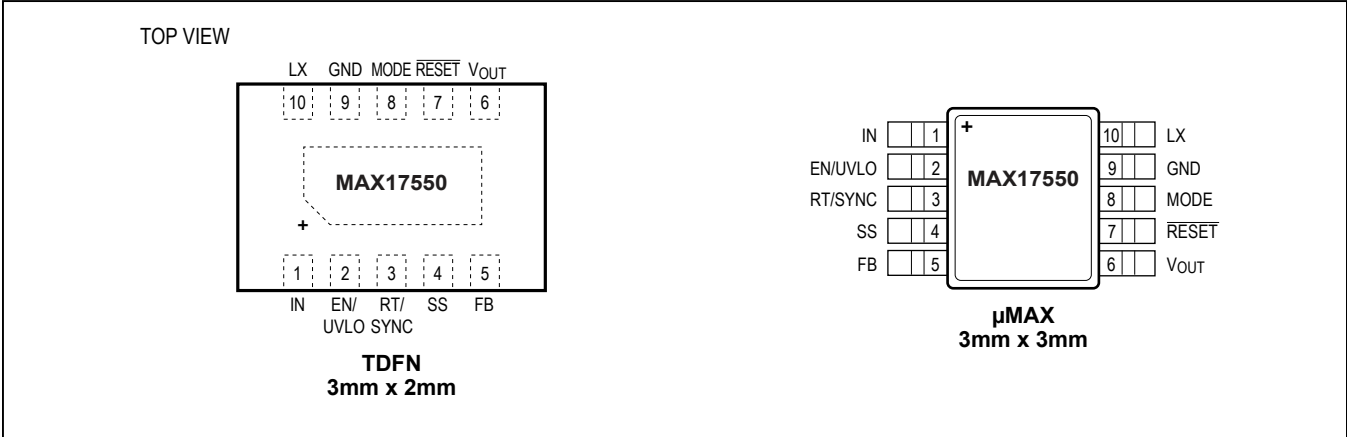 TOP VIEW
LX GND MODE RESET VOUT
10 9 8 7 6
MAX17550
+
1 2 3 4 5
IN EN/UVLO RT/SYNC SS FB
TDFN
3mm x 2mm
+
MAX17550
IN 1 10 LX
EN/UVLO 2 9 GND
RT/SYNC 3 8 MODE
SS 4 7 RESET
FB 5 6 VOUT
µMAX
3mm x 3mm